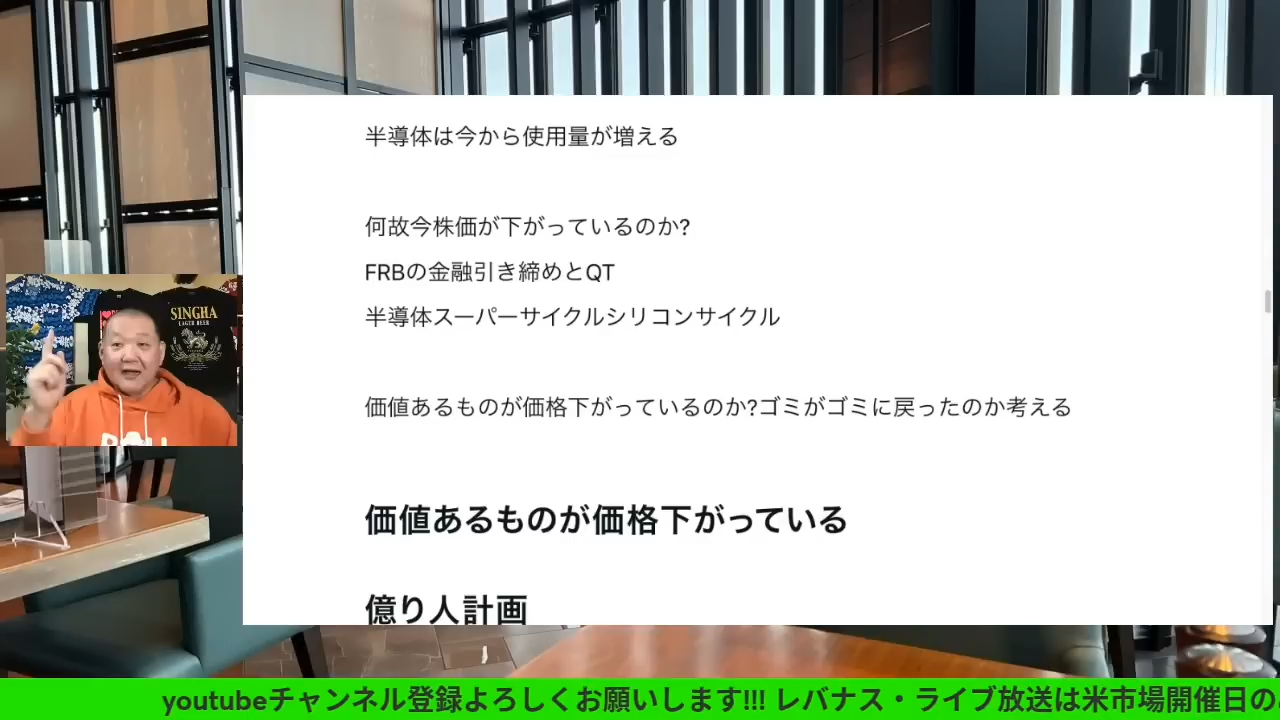 半導体は今から使用量が増える
何故今株価が下がっているのか?
FRBの金融引き締めとQT
半導体スーパーサイクルシリコンサイクル
価値あるものが価格下がっているのか?ゴミがゴミに戻ったのか考える
価値あるものが価格下がっている
億り人計画
SINGHA
LAGER BEER
youtubeチャンネル登録よろしくお願いします!!! レバナス・ライブ放送は米市場開催日の